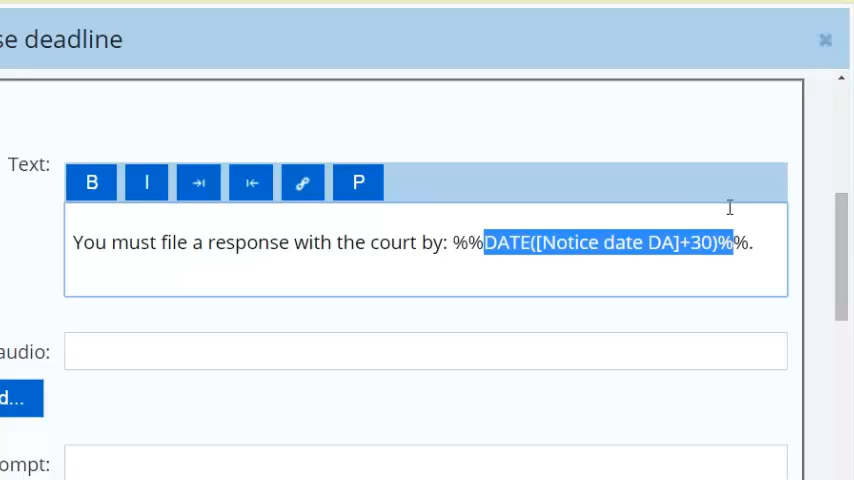 se deadline
Text:
B I P
You must file a response with the court by: %%DATE([Notice date DA]+30)%%.
audio:
d...
ompt: